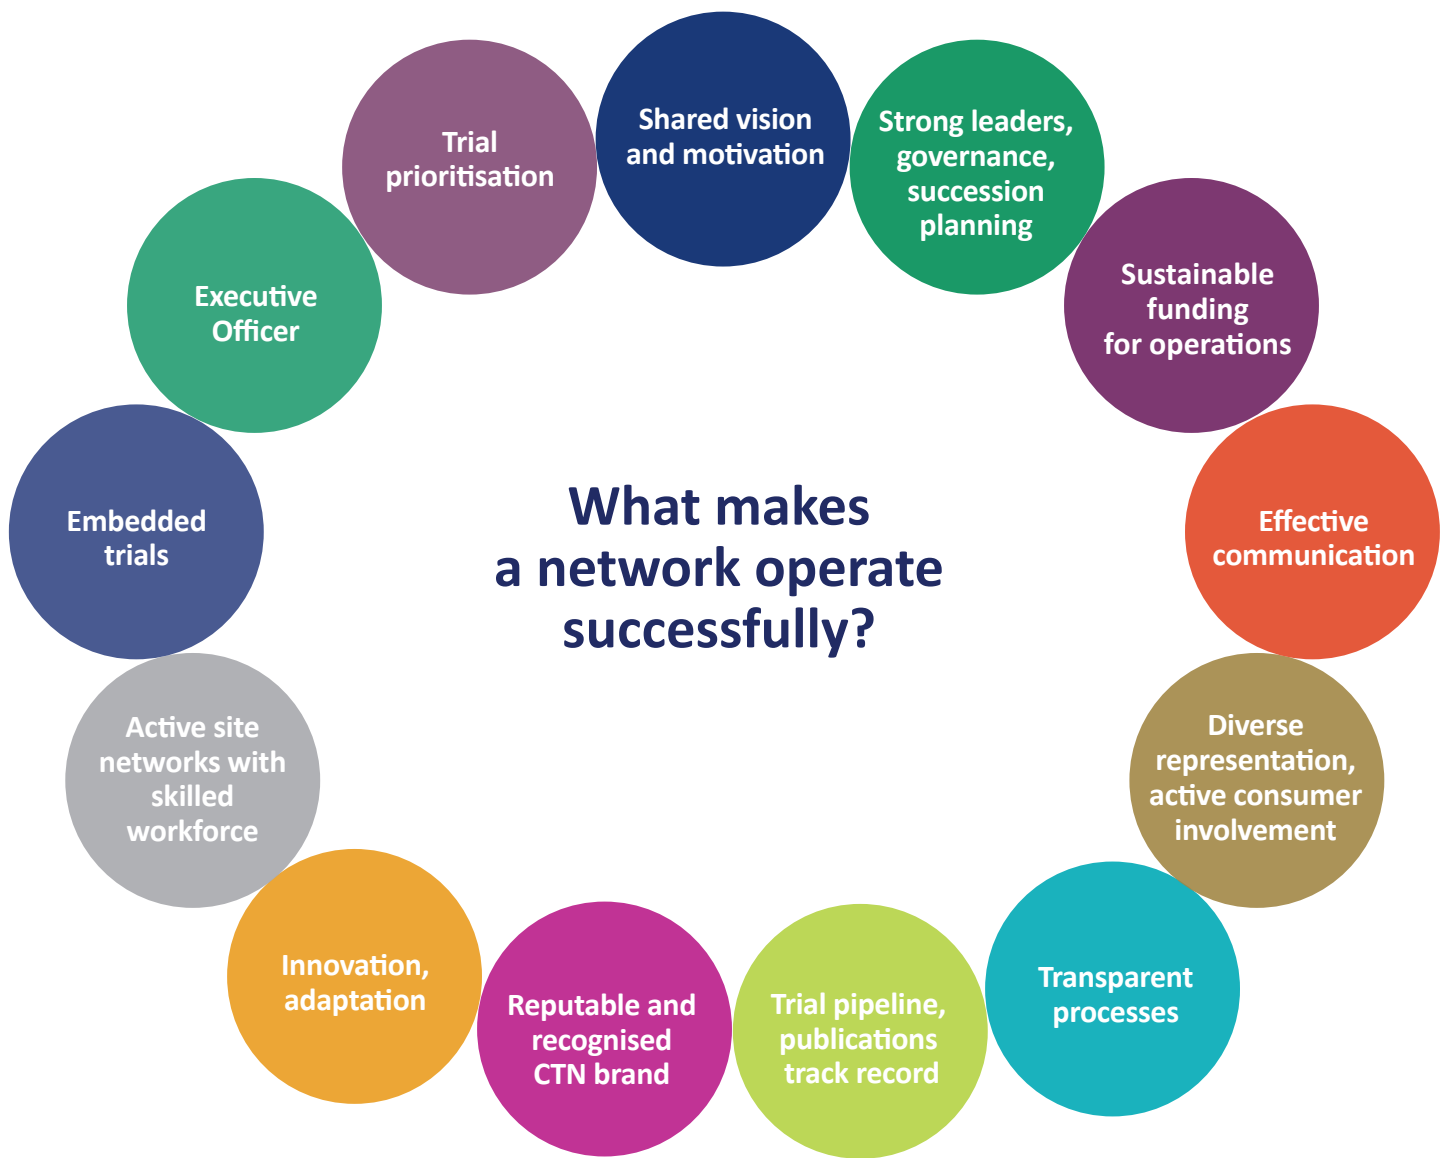 What makes
a network operate
successfully?
Shared vision
and motivation
Strong leaders,
governance,
succession
planning
Sustainable
funding
for operations
Effective
communication
Diverse
representation,
active consumer
involvement
Transparent
processes
Trial pipeline,
publications
track record
Reputable and
recognised
CTN brand
Innovation,
adaptation
Active site
networks with
skilled
workforce
Embedded
trials
Executive
Officer
Trial
prioritisation